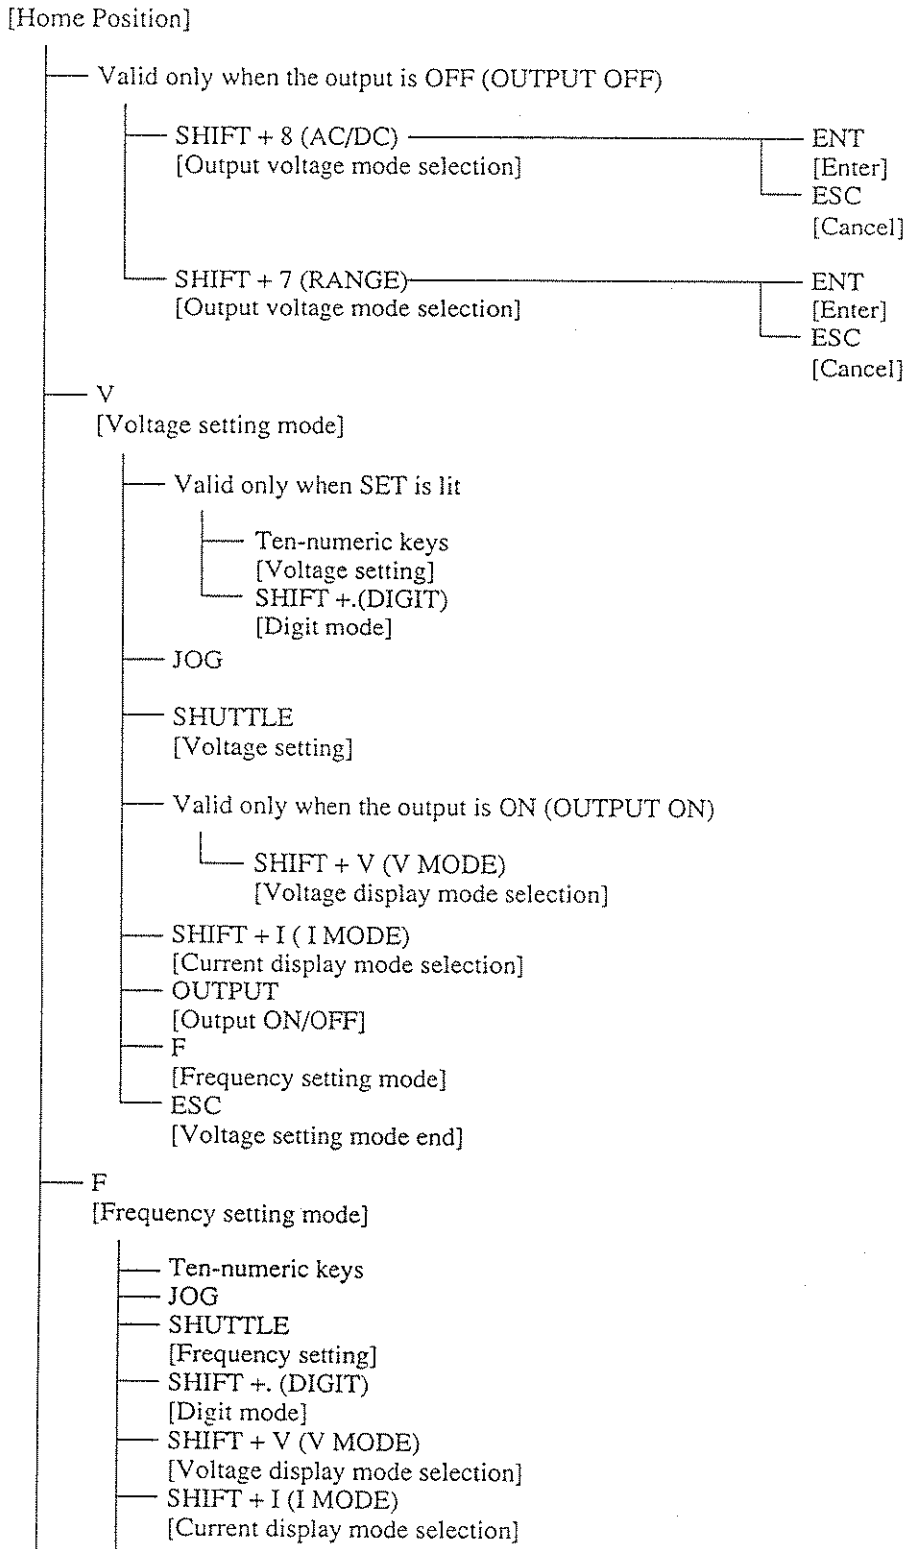 [Home Position]
Valid only when the output is OFF (OUTPUT OFF)
SHIFT + 8 (AC/DC) ENT
[Output voltage mode selection] [Enter]
ESC
[Cancel]
SHIFT + 7 (RANGE) ENT
[Output voltage mode selection] [Enter]
ESC
[Cancel]
V
[Voltage setting mode]
Valid only when SET is lit
Ten-numeric keys
[Voltage setting]
SHIFT +.(DIGIT)
[Digit mode]
JOG
SHUTTLE
[Voltage setting]
Valid only when the output is ON (OUTPUT ON)
SHIFT + V (V MODE)
[Voltage display mode selection]
SHIFT + I ( I MODE)
[Current display mode selection]
OUTPUT
[Output ON/OFF]
F
[Frequency setting mode]
ESC
[Voltage setting mode end]
F
[Frequency setting mode]
Ten-numeric keys
JOG
SHUTTLE
[Frequency setting]
SHIFT +. (DIGIT)
[Digit mode]
SHIFT + V (V MODE)
[Voltage display mode selection]
SHIFT + I (I MODE)
[Current display mode selection]